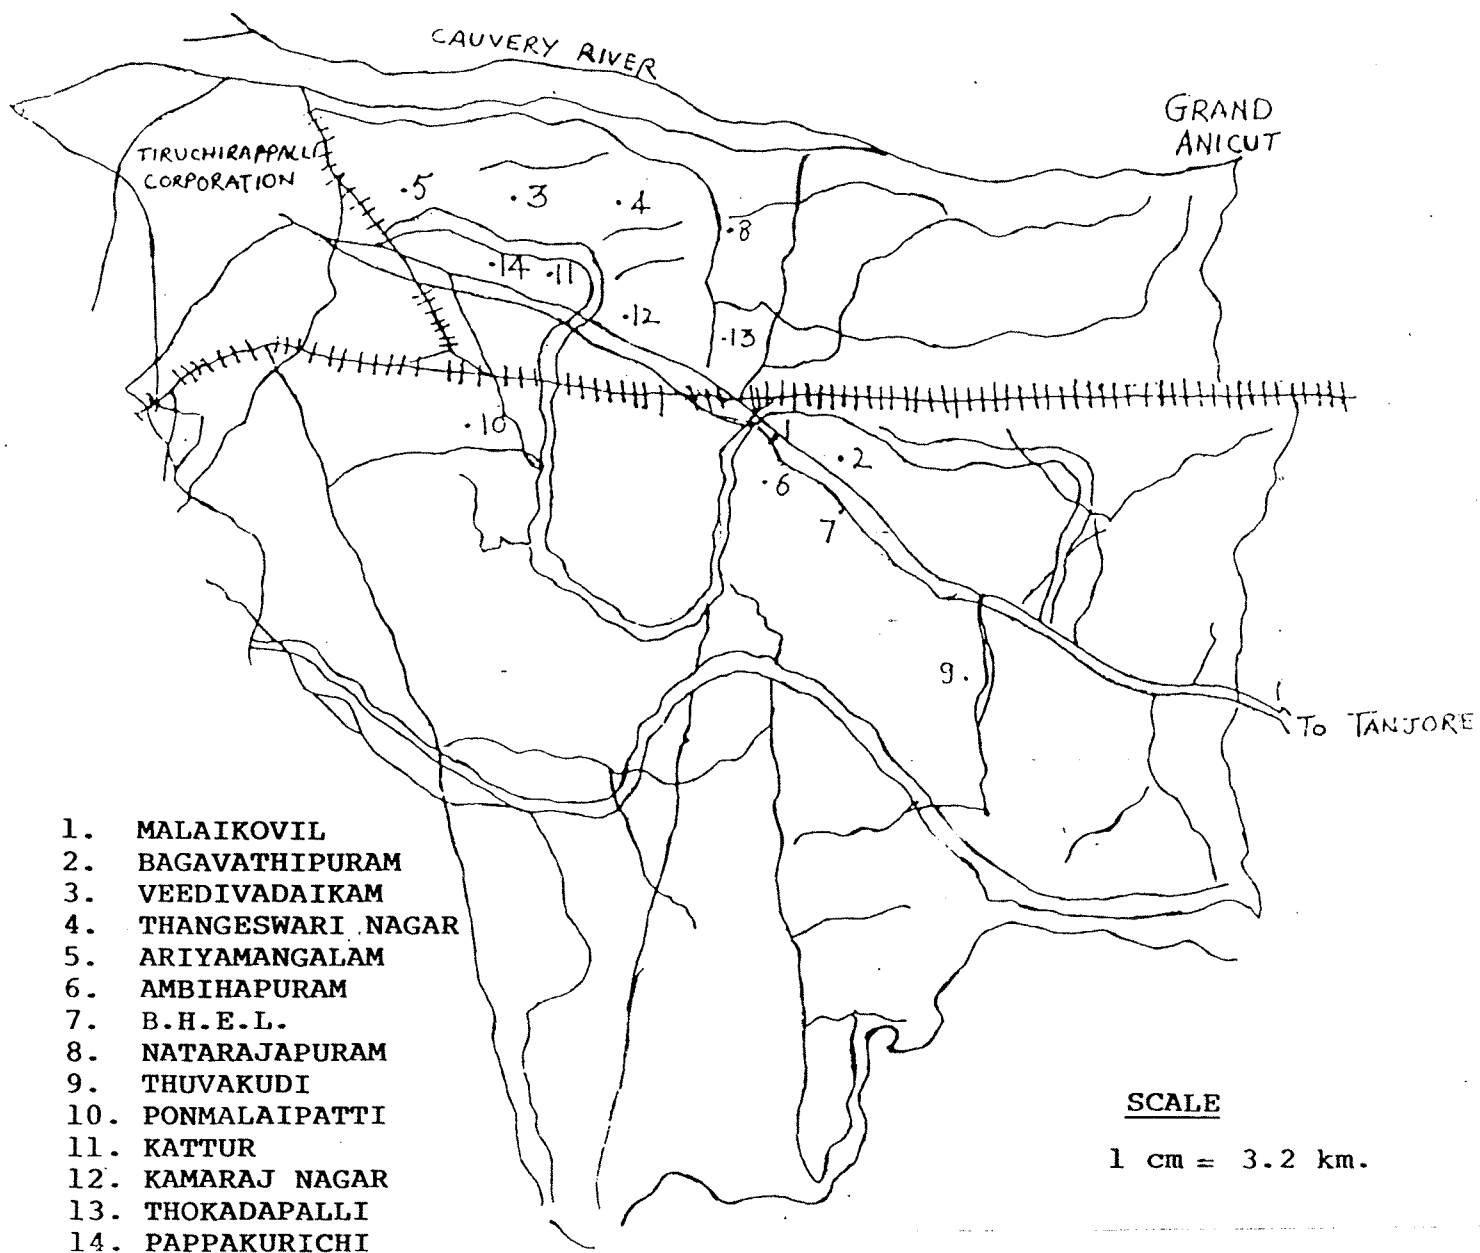 CAUVERY RIVER
GRAND
ANICUT
TIRUCHIRAPPALLI
CORPORATION
.5
.3
.4
.8
.14
.11
.12
.13
.10
1
.2
.6
7
9.
TO TANJORE
1. MALAIKOVIL
2. BAGAVATHIPURAM
3. VEEDIVADAIKAM
4. THANGESWARI NAGAR
5. ARIYAMANGALAM
6. AMBIHAPURAM
7. B.H.E.L.
8. NATARAJAPURAM
9. THUVAKUDI
10. PONMALAIPATTI
11. KATTUR
12. KAMARAJ NAGAR
13. THOKADAPALLI
14. PAPPAKURICHI
SCALE
1 cm = 3.2 km.